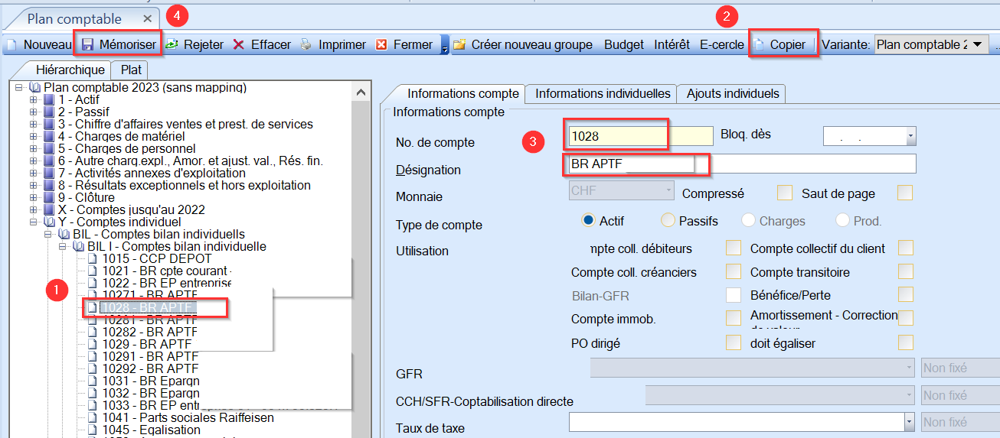 Plan comptable × 4 2
Nouveau Mémoriser Rejeter Effacer Imprimer Fermer Créer nouveau groupe Budget Intérêt E-cercle Copier Variante: Plan comptable 2
Hiérarchique Plat
Plan comptable 2023 (sans mapping)
1 - Actif
2 - Passif
3 - Chiffre d'affaires ventes et prest. de services
4 - Charges de matériel
5 - Charges de personnel
6 - Autre charg.expl., Amor. et ajust. val., Rés. fin.
7 - Activités annexes d'exploitation
8 - Résultats exceptionnels et hors exploitation
9 - Clôture
X - Comptes jusqu'au 2022
Y - Comptes individuel
BIL - Comptes bilan individuells
BIL I - Comptes bilan individuelle
1015 - CCP DEPOT
1021 - BR cpte courant -
1022 - BR EP entreprise
1
10271 - BR APTF
1028 - BR APTF
10281 - BR APTF
10282 - BR APTF
1029 - BR APTF
10291 - BR APTF
10292 - BR APTF
1031 - BR Epargn
1032 - BR Epargn
1033 - BR EP entr
1041 - Parts sociales Raiffeisen
1045 - Egalisation
Informations compte Informations individuelles Ajouts individuels
Informations compte
No. de compte 3 1028 Bloq. dès . .
Désignation BR APTF
Monnaie CHF Compressé Saut de page
Type de compte Actif Passifs Charges Prod.
Utilisation mpte coll. débiteurs Compte collectif du client
Compte coll. créanciers Compte transitoire
Bilan-GFR Bénéfice/Perte
Compte immob. Amortissement - Correction
de valeur
PO dirigé doit égaliser
GFR Non fixé
CCH/SFR-Coptabilisation directe Non fixé
Taux de taxe Non fixé